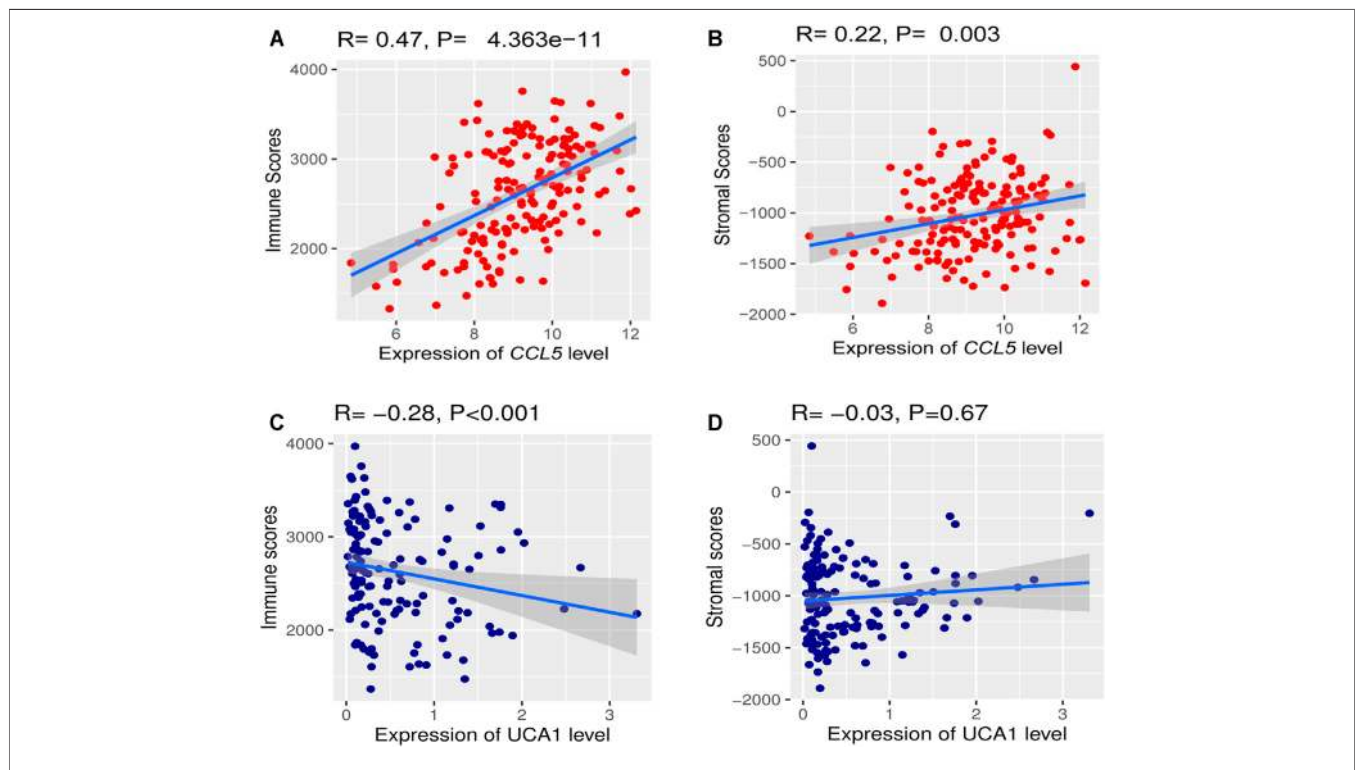 A
R= 0.47, P= 4.363e−11
4000
3000
2000
Immune Scores
6 8 10 12
Expression of CCL5 level
B
R= 0.22, P= 0.003
500
0
−500
−1000
−1500
−2000
Stromal Scores
6 8 10 12
Expression of CCL5 level
C
R= −0.28, P<0.001
4000
3000
2000
Immune scores
0 1 2 3
Expression of UCA1 level
D
R= −0.03, P=0.67
500
0
−500
−1000
−1500
−2000
Stromal scores
0 1 2 3
Expression of UCA1 level